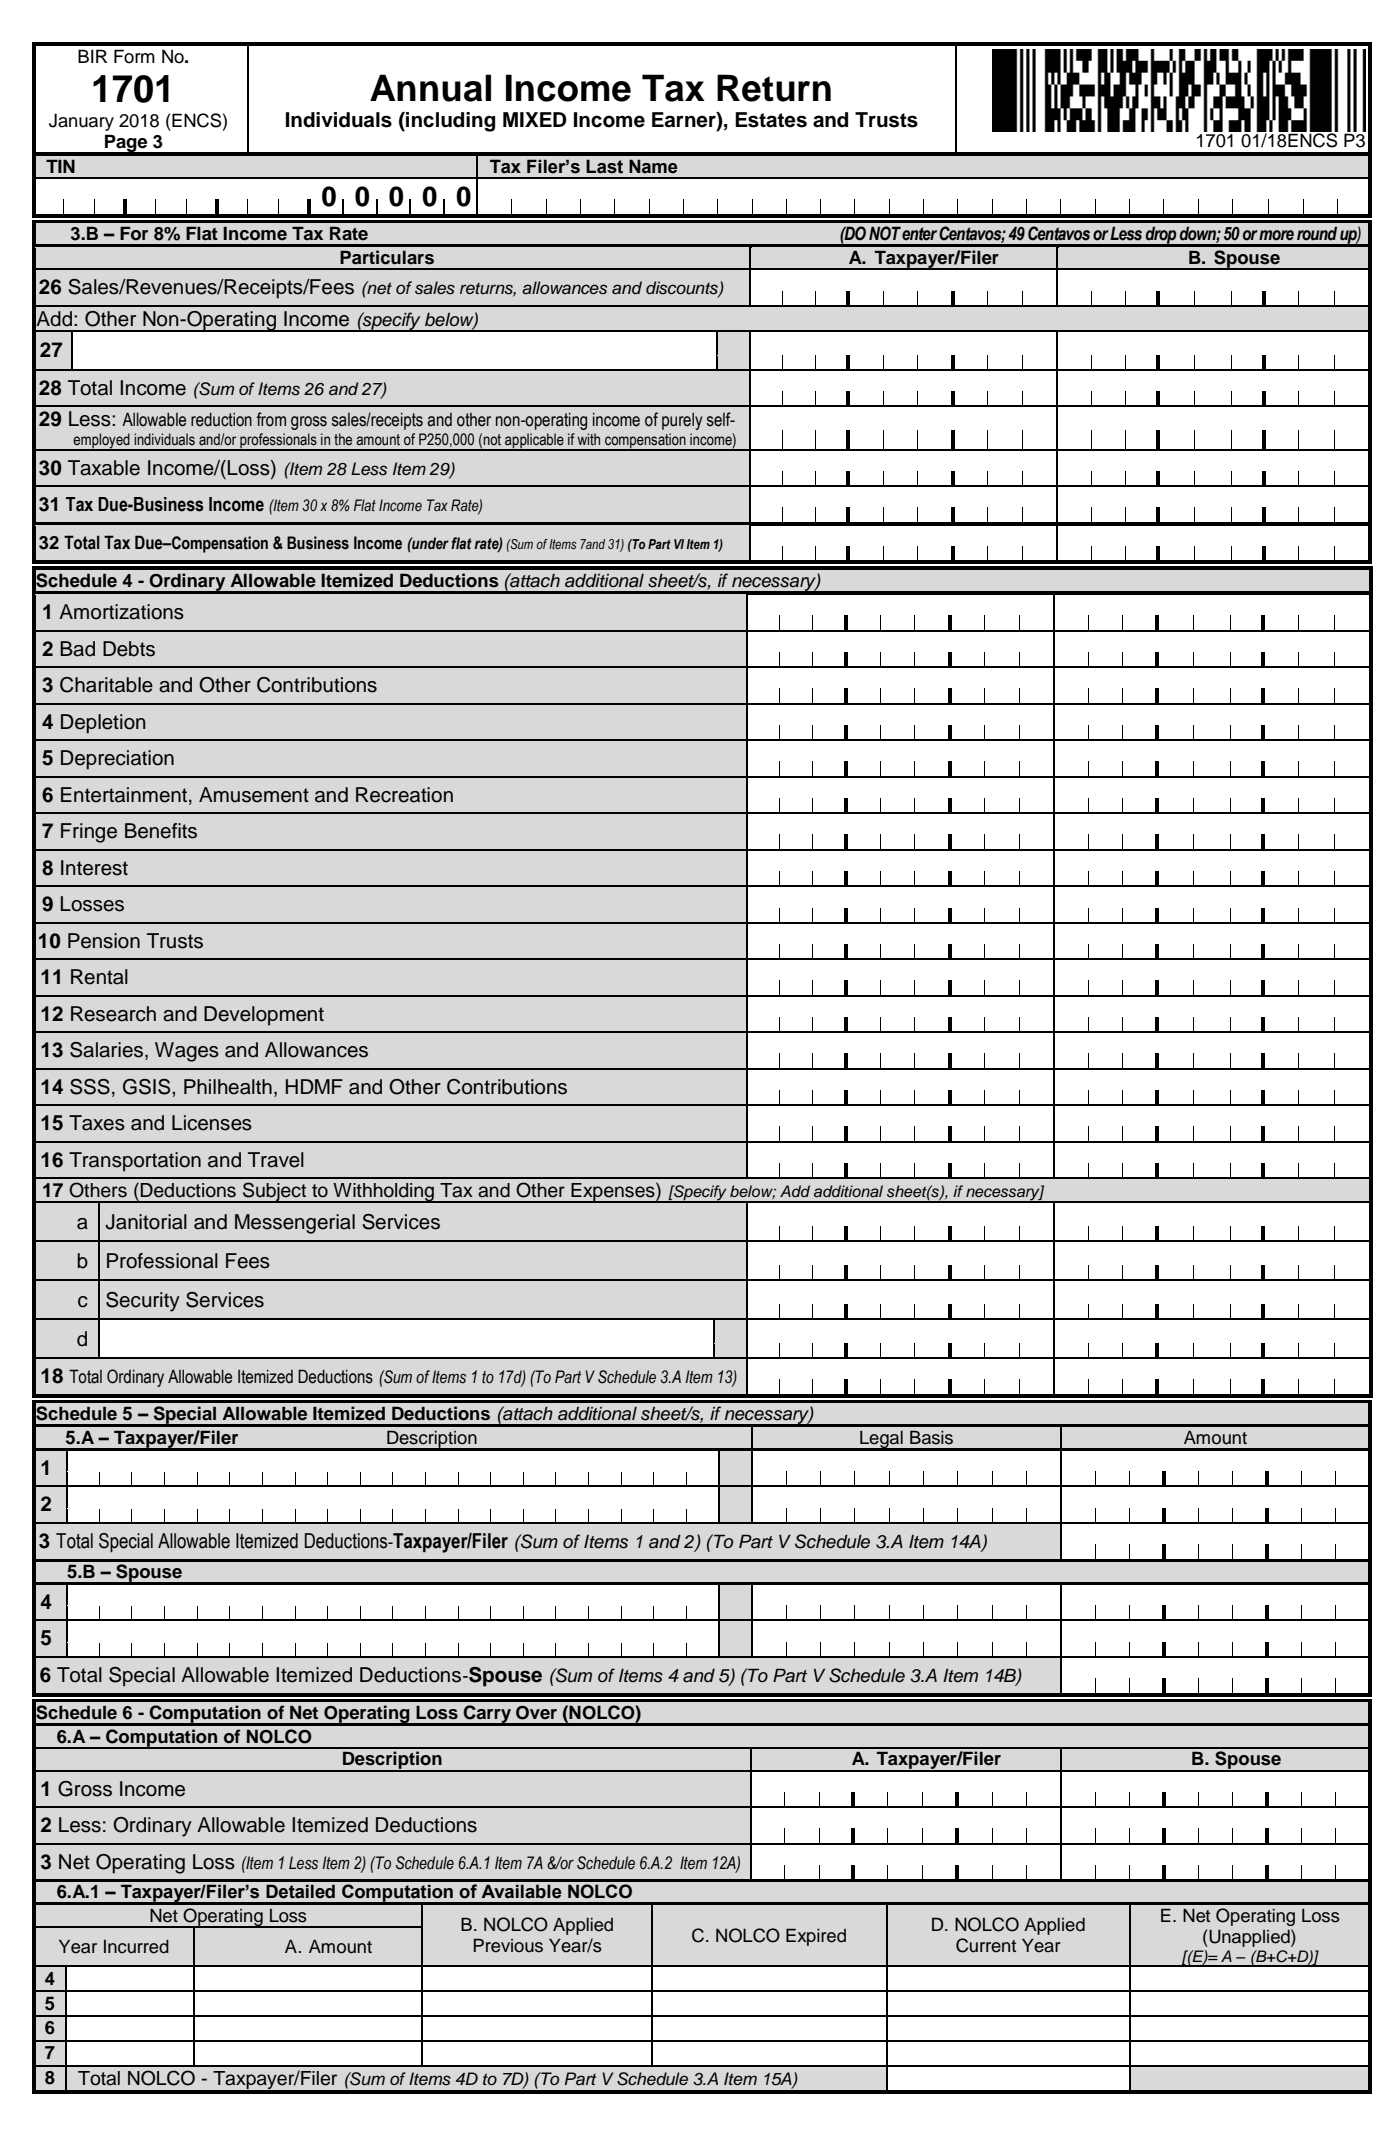 BIR Form No.
1701
January 2018 (ENCS)
Page 3
Annual Income Tax Return
Individuals (including MIXED Income Earner), Estates and Trusts
1701 01/18ENCS P3
TIN Tax Filer's Last Name
0 0 0 0 0
3.B – For 8% Flat Income Tax Rate (DO NOT enter Centavos; 49 Centavos or Less drop down; 50 or more round up)
Particulars A. Taxpayer/Filer B. Spouse
26 Sales/Revenues/Receipts/Fees (net of sales returns, allowances and discounts)
Add: Other Non-Operating Income (specify below)
27
28 Total Income (Sum of Items 26 and 27)
29 Less: Allowable reduction from gross sales/receipts and other non-operating income of purely self-
employed individuals and/or professionals in the amount of P250,000 (not applicable if with compensation income)
30 Taxable Income/(Loss) (Item 28 Less Item 29)
31 Tax Due-Business Income (Item 30 x 8% Flat Income Tax Rate)
32 Total Tax Due–Compensation & Business Income (under flat rate) (Sum of Items 7and 31) (To Part VI Item 1)
Schedule 4 - Ordinary Allowable Itemized Deductions (attach additional sheet/s, if necessary)
1 Amortizations
2 Bad Debts
3 Charitable and Other Contributions
4 Depletion
5 Depreciation
6 Entertainment, Amusement and Recreation
7 Fringe Benefits
8 Interest
9 Losses
10 Pension Trusts
11 Rental
12 Research and Development
13 Salaries, Wages and Allowances
14 SSS, GSIS, Philhealth, HDMF and Other Contributions
15 Taxes and Licenses
16 Transportation and Travel
17 Others (Deductions Subject to Withholding Tax and Other Expenses) [Specify below; Add additional sheet(s), if necessary]
a Janitorial and Messengerial Services
b Professional Fees
c Security Services
d
18 Total Ordinary Allowable Itemized Deductions (Sum of Items 1 to 17d) (To Part V Schedule 3.A Item 13)
Schedule 5 – Special Allowable Itemized Deductions (attach additional sheet/s, if necessary)
5.A – Taxpayer/Filer Description Legal Basis Amount
1
2
3 Total Special Allowable Itemized Deductions-Taxpayer/Filer (Sum of Items 1 and 2) (To Part V Schedule 3.A Item 14A)
5.B – Spouse
4
5
6 Total Special Allowable Itemized Deductions-Spouse (Sum of Items 4 and 5) (To Part V Schedule 3.A Item 14B)
Schedule 6 - Computation of Net Operating Loss Carry Over (NOLCO)
6.A – Computation of NOLCO
Description A. Taxpayer/Filer B. Spouse
1 Gross Income
2 Less: Ordinary Allowable Itemized Deductions
3 Net Operating Loss (Item 1 Less Item 2) (To Schedule 6.A.1 Item 7A &/or Schedule 6.A.2 Item 12A)
6.A.1 – Taxpayer/Filer's Detailed Computation of Available NOLCO
Net Operating Loss
Year Incurred A. Amount
B. NOLCO Applied
Previous Year/s
C. NOLCO Expired
D. NOLCO Applied
Current Year
E. Net Operating Loss
(Unapplied)
[(E)= A – (B+C+D)]
4
5
6
7
8 Total NOLCO - Taxpayer/Filer (Sum of Items 4D to 7D) (To Part V Schedule 3.A Item 15A)